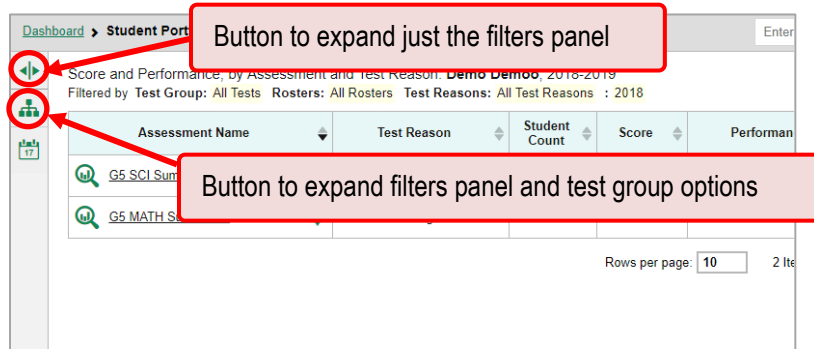 Dashboard > Student Port
Enter
Button to expand just the filters panel
Score and Performance, by Assessment and Test Reason: Demo Demoo, 2018-2019
Filtered by Test Group: All Tests Rosters: All Rosters Test Reasons: All Test Reasons : 2018
17
Assessment Name Test Reason Student Count Score Performan
G5 SCI Sum
Button to expand filters panel and test group options
G5 MATH
Rows per page: 10 2 Ite